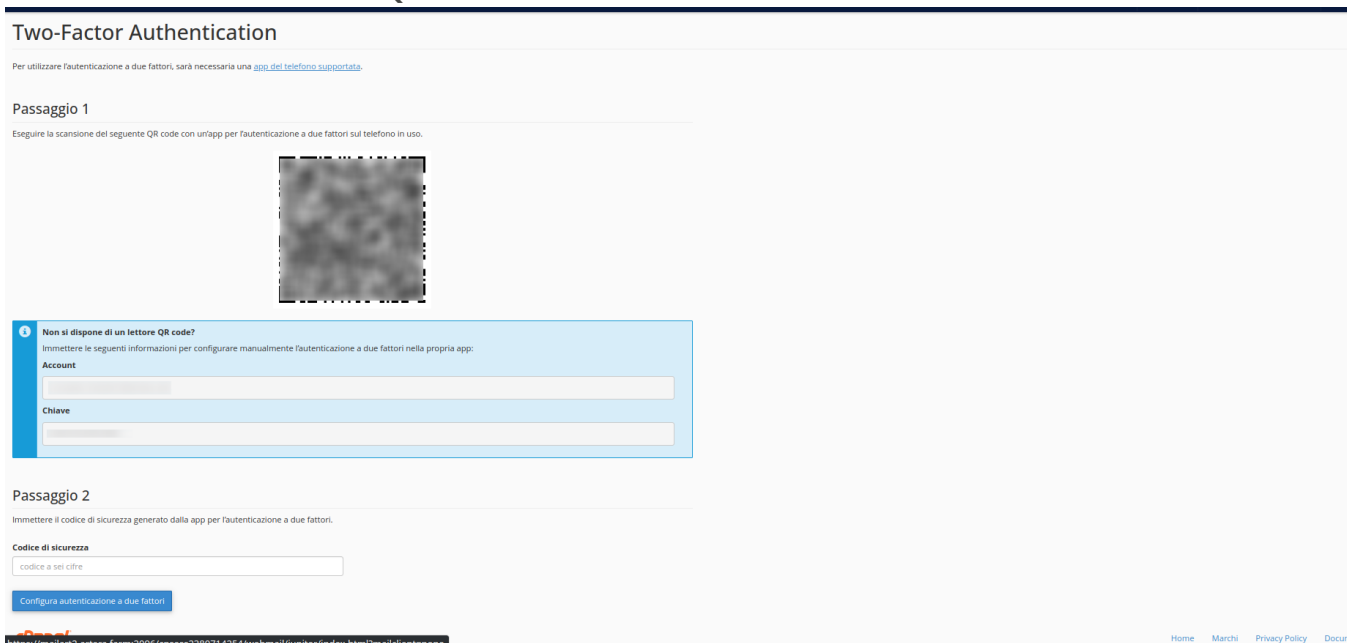 Two-Factor Authentication
Per utilizzare l'autenticazione a due fattori, sarà necessaria una app del telefono supportata.
Passaggio 1
Eseguire la scansione del seguente QR code con un'app per l'autenticazione a due fattori sul telefono in uso.
Non si dispone di un lettore QR code?
Immettere le seguenti informazioni per configurare manualmente l'autenticazione a due fattori nella propria app:
Account
Chiave
Passaggio 2
Immettere il codice di sicurezza generato dalla app per l'autenticazione a due fattori.
Codice di sicurezza
codice a sei cifre
Configura autenticazione a due fattori
Home Marchi Privacy Policy